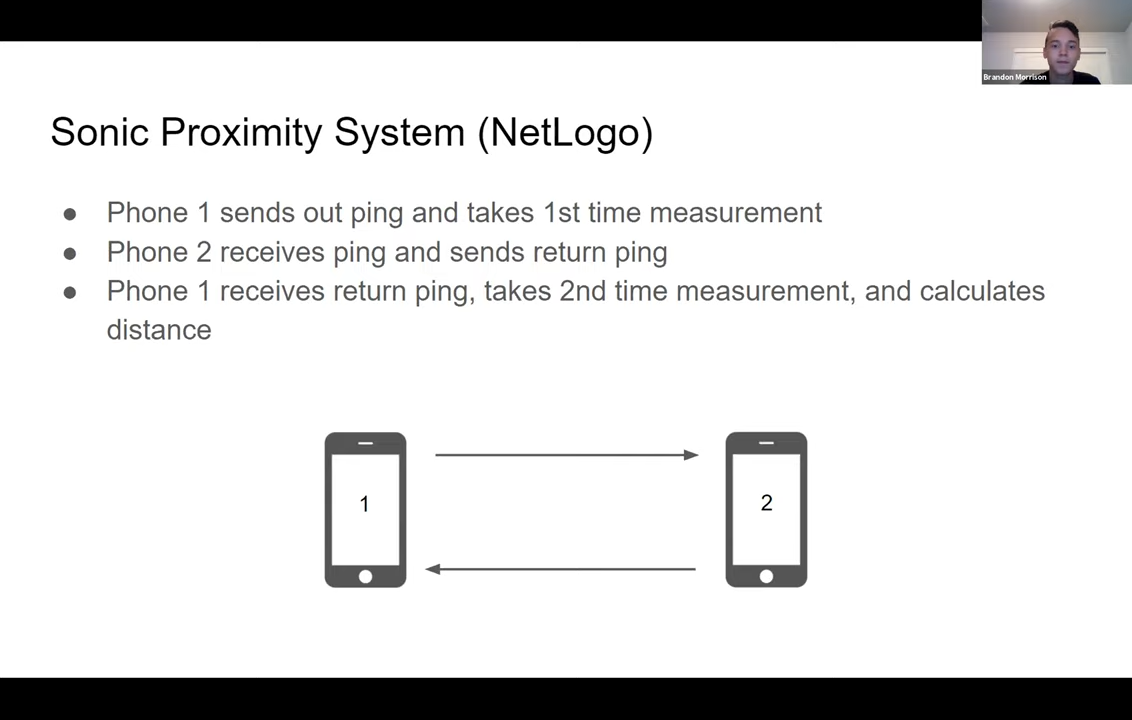 Brandon Morrison
Sonic Proximity System (NetLogo)
● Phone 1 sends out ping and takes 1st time measurement
● Phone 2 receives ping and sends return ping
● Phone 1 receives return ping, takes 2nd time measurement, and calculates
distance
1
2